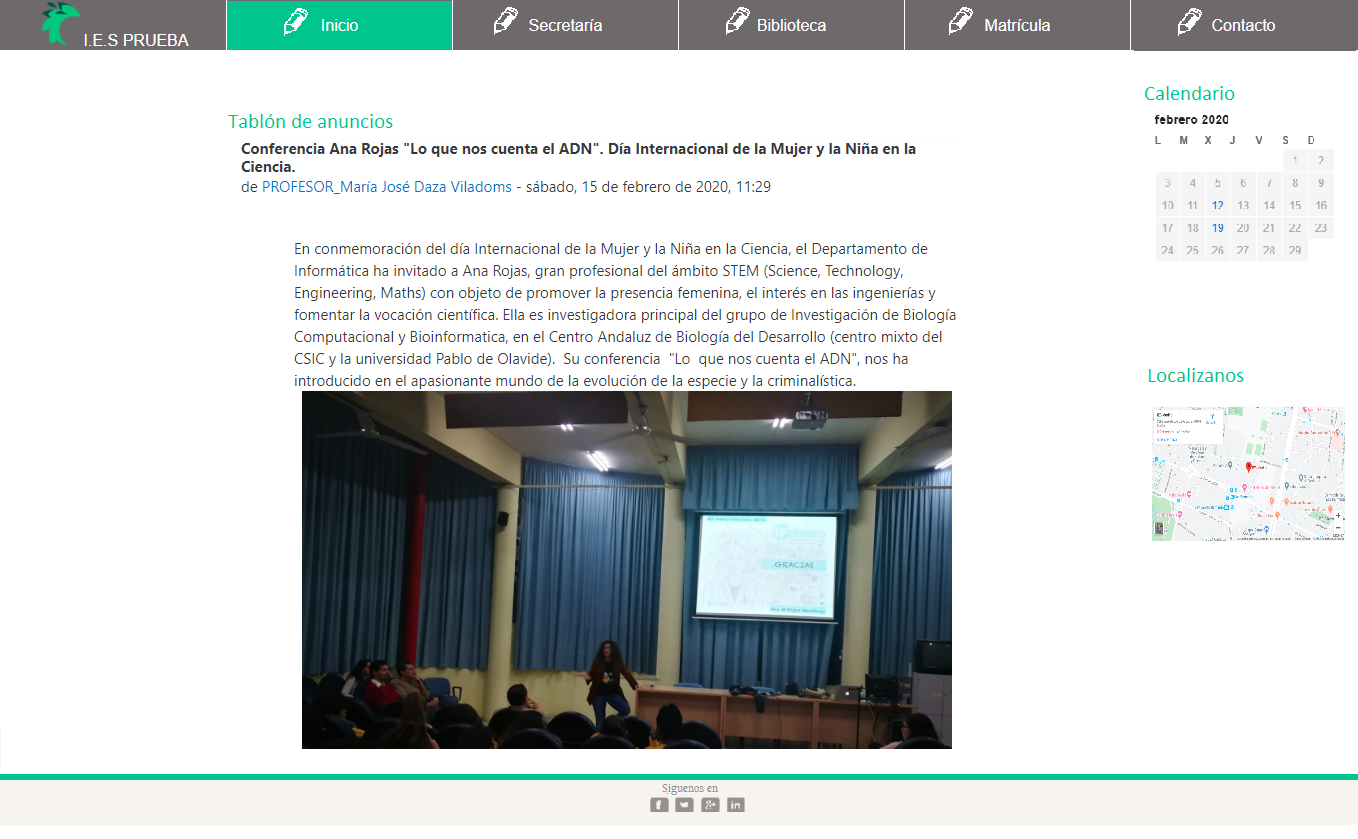 I.E.S PRUEBA
Inicio
Secretaría
Biblioteca
Matrícula
Contacto
Tablón de anuncios
Conferencia Ana Rojas "Lo que nos cuenta el ADN". Día Internacional de la Mujer y la Niña en la
Ciencia.
de PROFESOR_María José Daza Viladoms - sábado, 15 de febrero de 2020, 11:29
En conmemoración del día Internacional de la Mujer y la Niña en la Ciencia, el Departamento de
Informática ha invitado a Ana Rojas, gran profesional del ámbito STEM (Science, Technology,
Engineering, Maths) con objeto de promover la presencia femenina, el interés en las ingenierías y
fomentar la vocación científica. Ella es investigadora principal del grupo de Investigación de Biología
Computacional y Bioinformatica, en el Centro Andaluz de Biología del Desarrollo (centro mixto del
CSIC y la universidad Pablo de Olavide). Su conferencia "Lo que nos cuenta el ADN", nos ha
introducido en el apasionante mundo de la evolución de la especie y la criminalística.
febrero
GRACIAS
Calendario
febrero 2020
L M X J V S D
1 2
3 4 5 6 7 8 9
10 11 12 13 14 15 16
17 18 19 20 21 22 23
24 25 26 27 28 29
Localizanos
Siguenos en